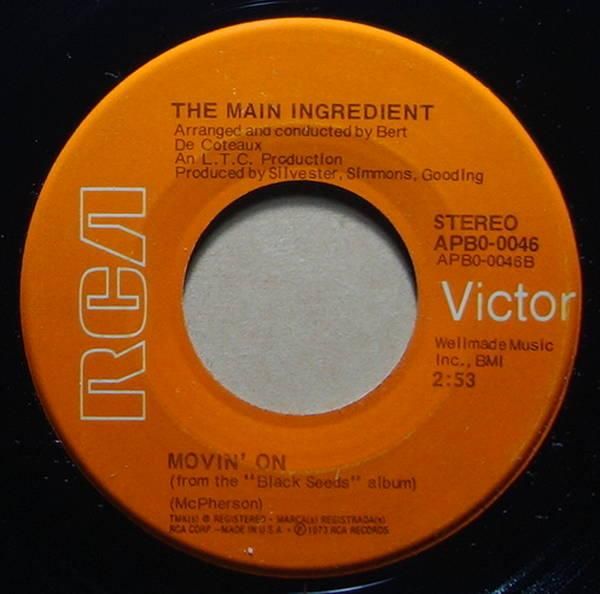 THE MAIN INGREDIENT
Arranged and conducted by Bert
De Coteaux
An L.T.C. Production
Produced by Silvester, Simmons, Gooding
RCA
STEREO
APBO-0046
APBO-0046B
Victor
Wellmade Music
Inc., BMI
2:53
MOVIN' ON
(from the "Black Seeds" album)
(McPherson)
TMK(s) ® REGISTERED • MARCA(s) REGISTRADA(s)
RCA CORP.—MADE IN U.S.A. • ℗ 1973 RCA RECORDS